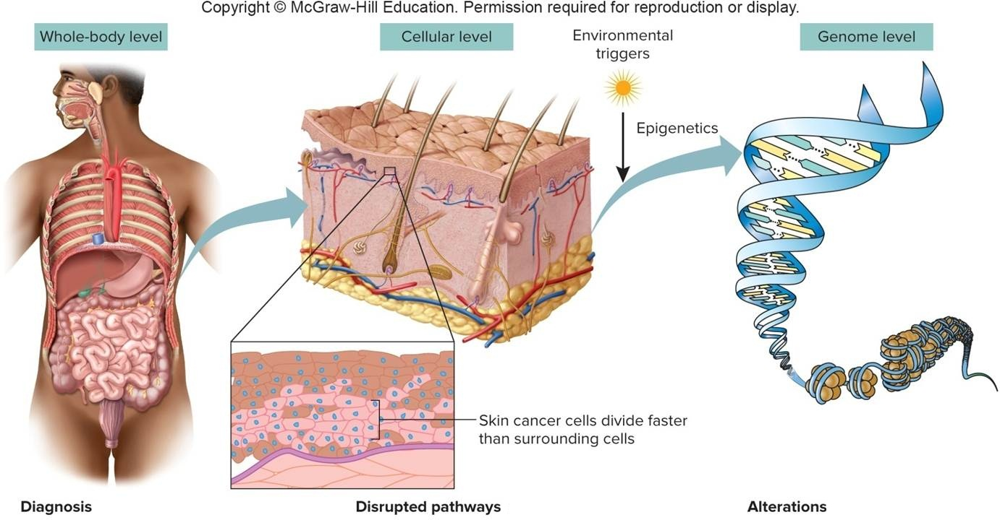 Copyright © McGraw-Hill Education. Permission required for reproduction or display.
Whole-body level
Cellular level
Environmental
triggers
Genome level
Epigenetics
Skin cancer cells divide faster
than surrounding cells
Diagnosis
Disrupted pathways
Alterations